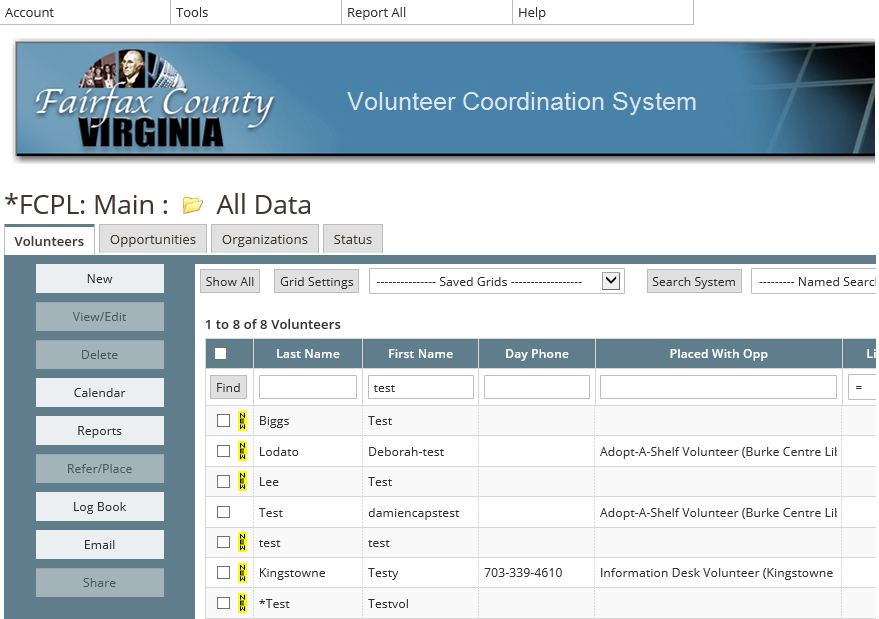 Account Tools Report All Help
Fairfax County
VIRGINIA
Volunteer Coordination System
*FCPL: Main : All Data
Volunteers Opportunities Organizations Status
New
View/Edit
Delete
Calendar
Reports
Refer/Place
Log Book
Email
Share
Show All Grid Settings --------------- Saved Grids ------------------ Search System --------- Named Searc
1 to 8 of 8 Volunteers
Last Name First Name Day Phone Placed With Opp Li
Find test =
NEW Biggs Test
NEW Lodato Deborah-test Adopt-A-Shelf Volunteer (Burke Centre Lib
NEW Lee Test
Test damiencapstest Adopt-A-Shelf Volunteer (Burke Centre Lib
NEW test test
NEW Kingstowne Testy 703-339-4610 Information Desk Volunteer (Kingstowne
NEW *Test Testvol